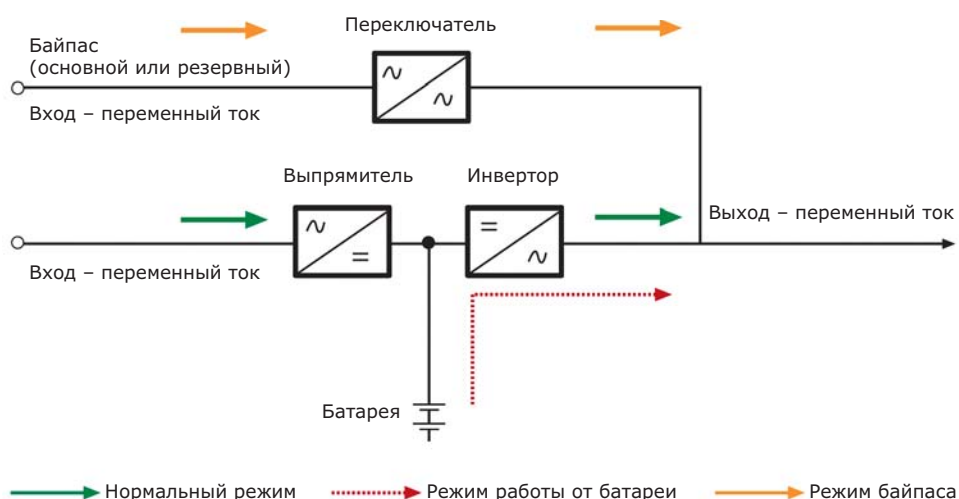 Переключатель
Байпас
(основной или резервный)
Вход – переменный ток
Выпрямитель
Инвертор
Выход – переменный ток
Вход – переменный ток
Батарея
Нормальный режим
Режим работы от батареи
Режим байпаса